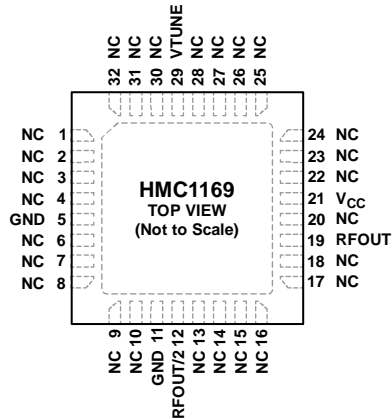 32 NC
31 NC
30 NC
29 VTUNE
28 NC
27 NC
26 NC
25 NC
NC 1
NC 2
NC 3
NC 4
GND 5
NC 6
NC 7
NC 8
HMC1169
TOP VIEW
(Not to Scale)
24 NC
23 NC
22 NC
21 VCC
20 NC
19 RFOUT
18 NC
17 NC
NC 9
NC 10
GND 11
RFOUT/2 12
NC 13
NC 14
NC 15
NC 16